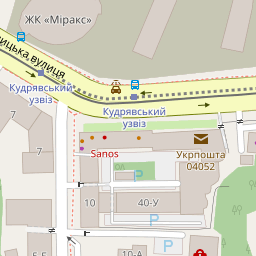 ЖК «Міракс»
ицька вулиця
Кудрявський
узвіз
Кудрявський
узвіз
7
Sanos
Укрпошта
04052
7
10
40-У
P
P
Б-Б
10-А